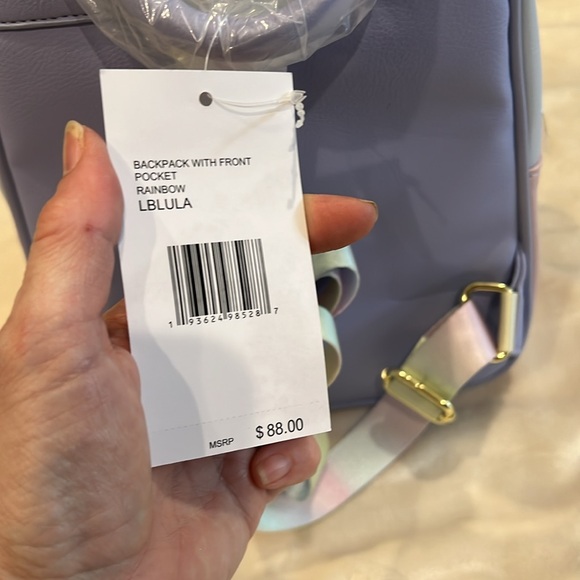 BACKPACK WITH FRONT
POCKET
RAINBOW
LBLULA
1 93624 98528 7
MSRP $ 88.00